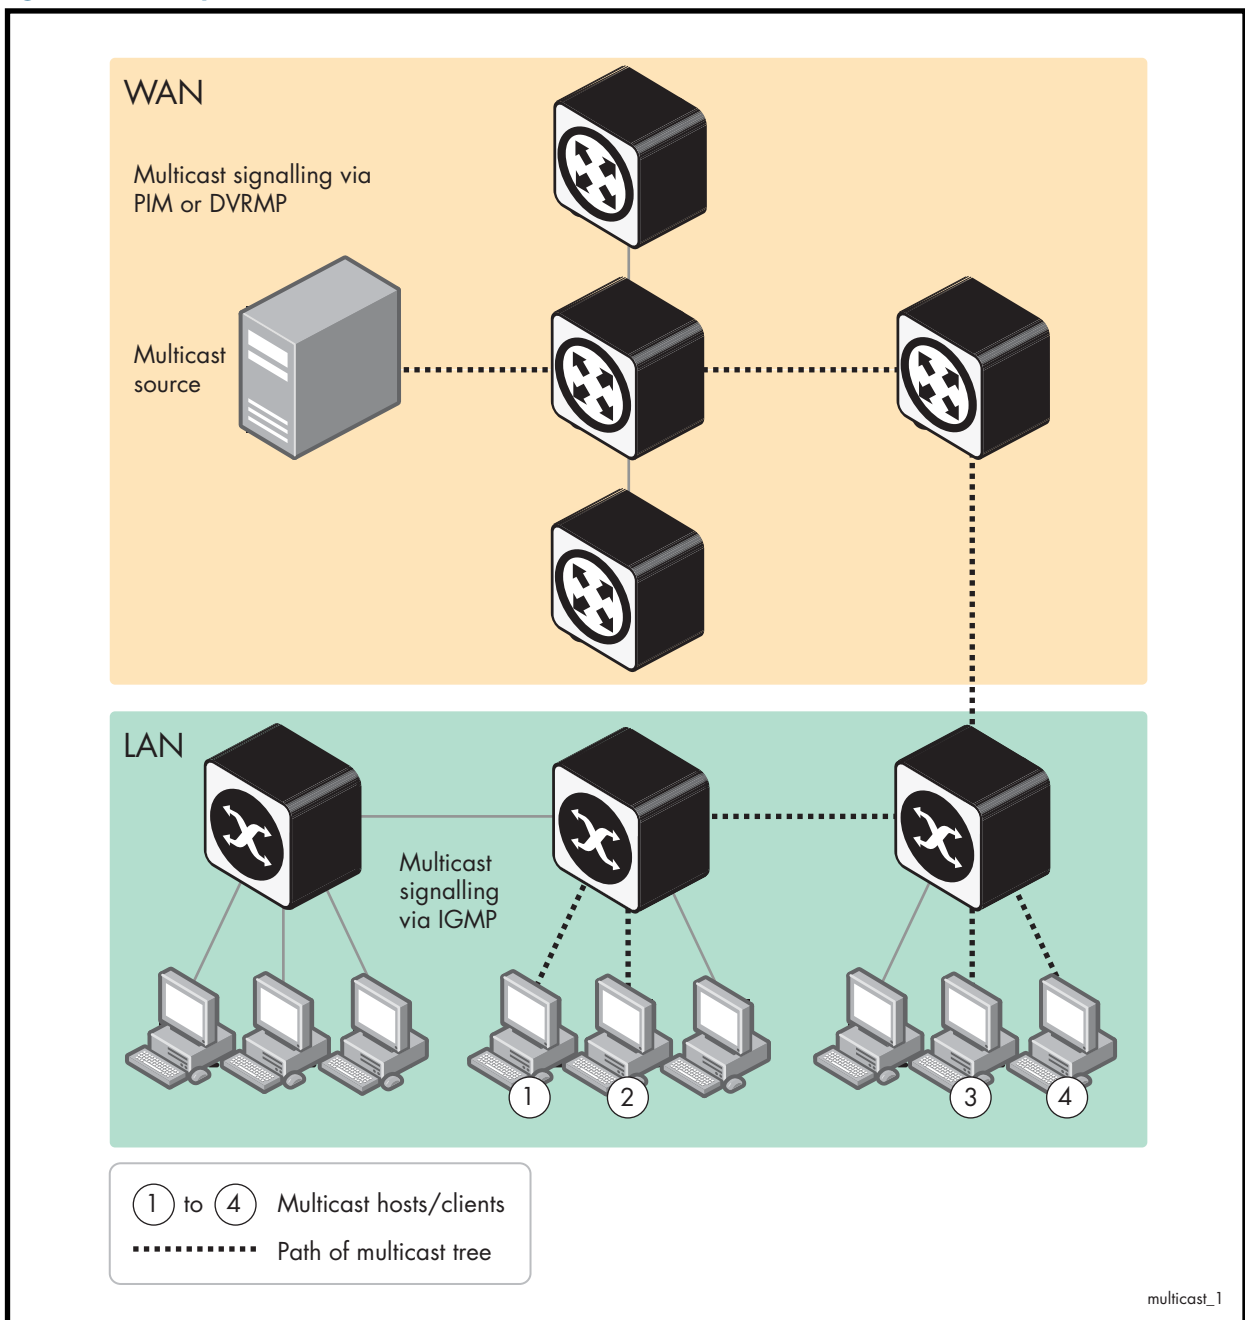 WAN
Multicast signalling via
PIM or DVRMP
Multicast
source
LAN
Multicast
signalling
via IGMP
1
2
3
4
1 to 4 Multicast hosts/clients
Path of multicast tree
multicast_1